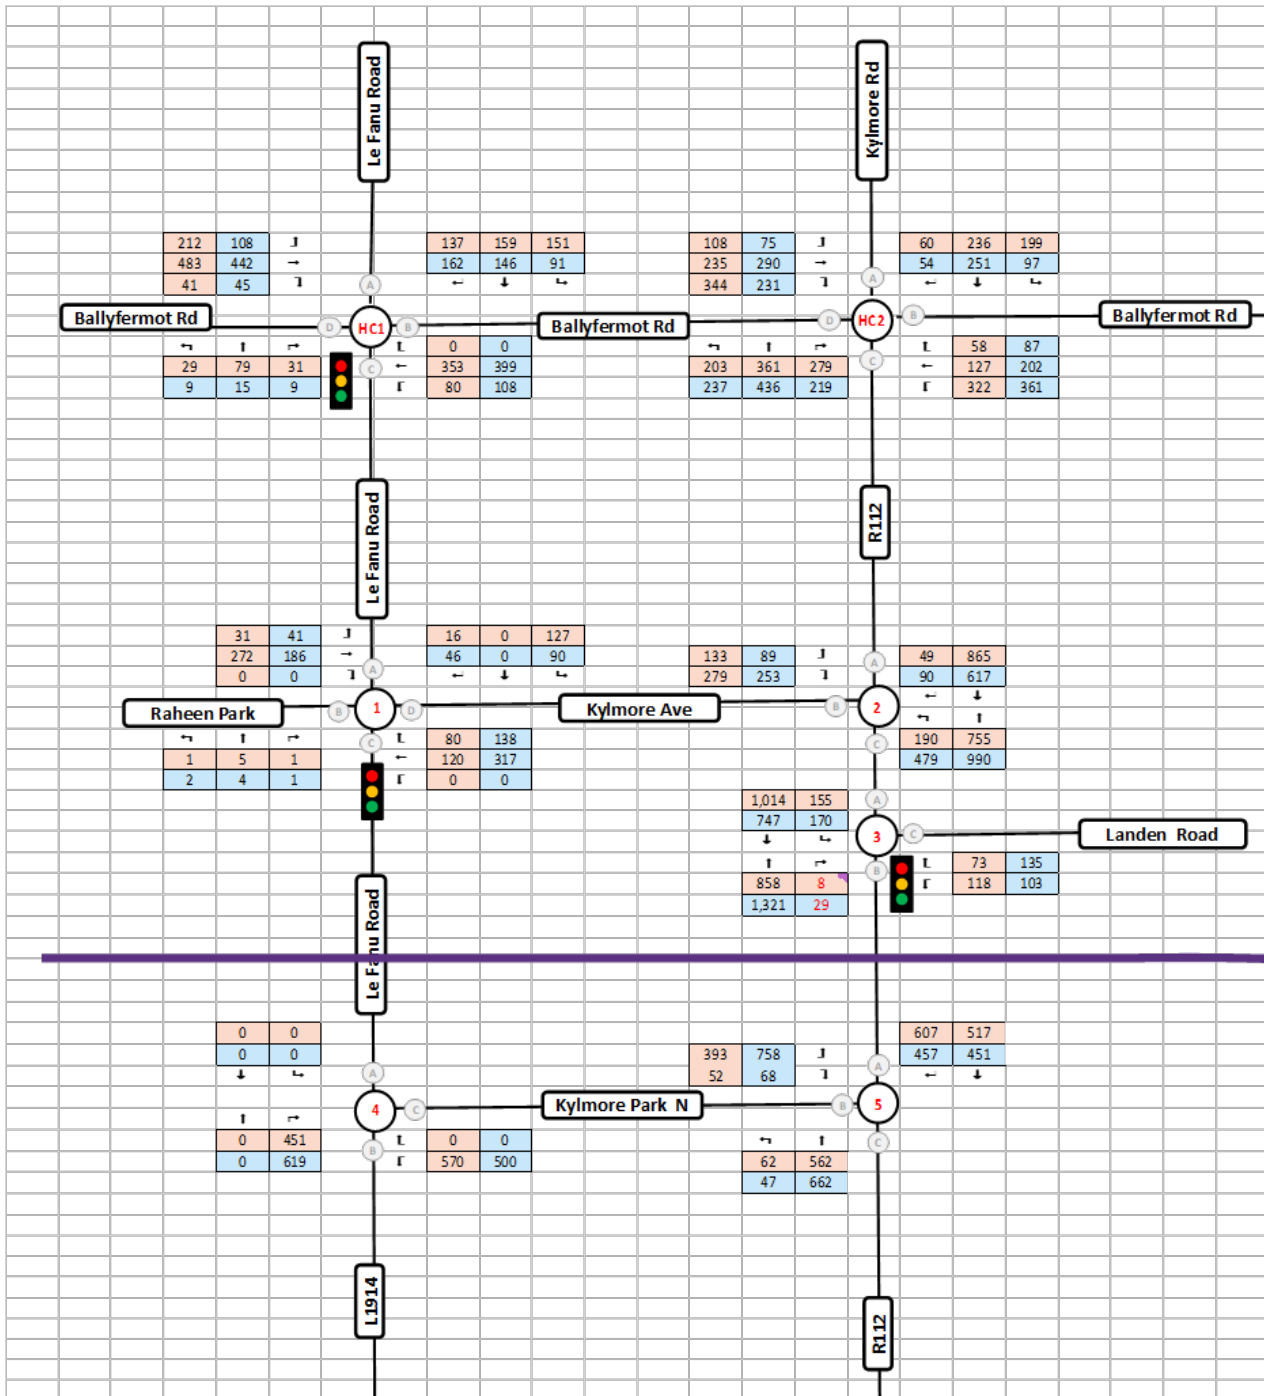 Le Fanu Road
Kylmore Rd
212 108
483 442
41 45
137 159 151
162 146 91
108 75
235 290
344 231
60 236 199
54 251 97
A
A
Ballyfermot Rd
D HC1 B
Ballyfermot Rd
D HC2 B
Ballyfermot Rd
C
C
29 79 31
9 15 9
0 0
353 399
80 108
203 361 279
237 436 219
58 87
127 202
322 361
Le Fanu Road
R112
31 41
272 186
0 0
16 0 127
46 0 90
133 89
279 253
49 865
90 617
A
A
Raheen Park
B 1 D
Kylmore Ave
B 2
C
C
1 5 1
2 4 1
80 138
120 317
0 0
190 755
479 990
1,014 155
747 170
A
3 C
Landen Road
B
858 8
1,321 29
73 135
118 103
Le Fanu Road
0 0
0 0
393 758
52 68
607 517
457 451
A
A
4 C
Kylmore Park N
B 5
B
C
0 451
0 619
0 0
570 500
62 562
47 662
L1914
R112